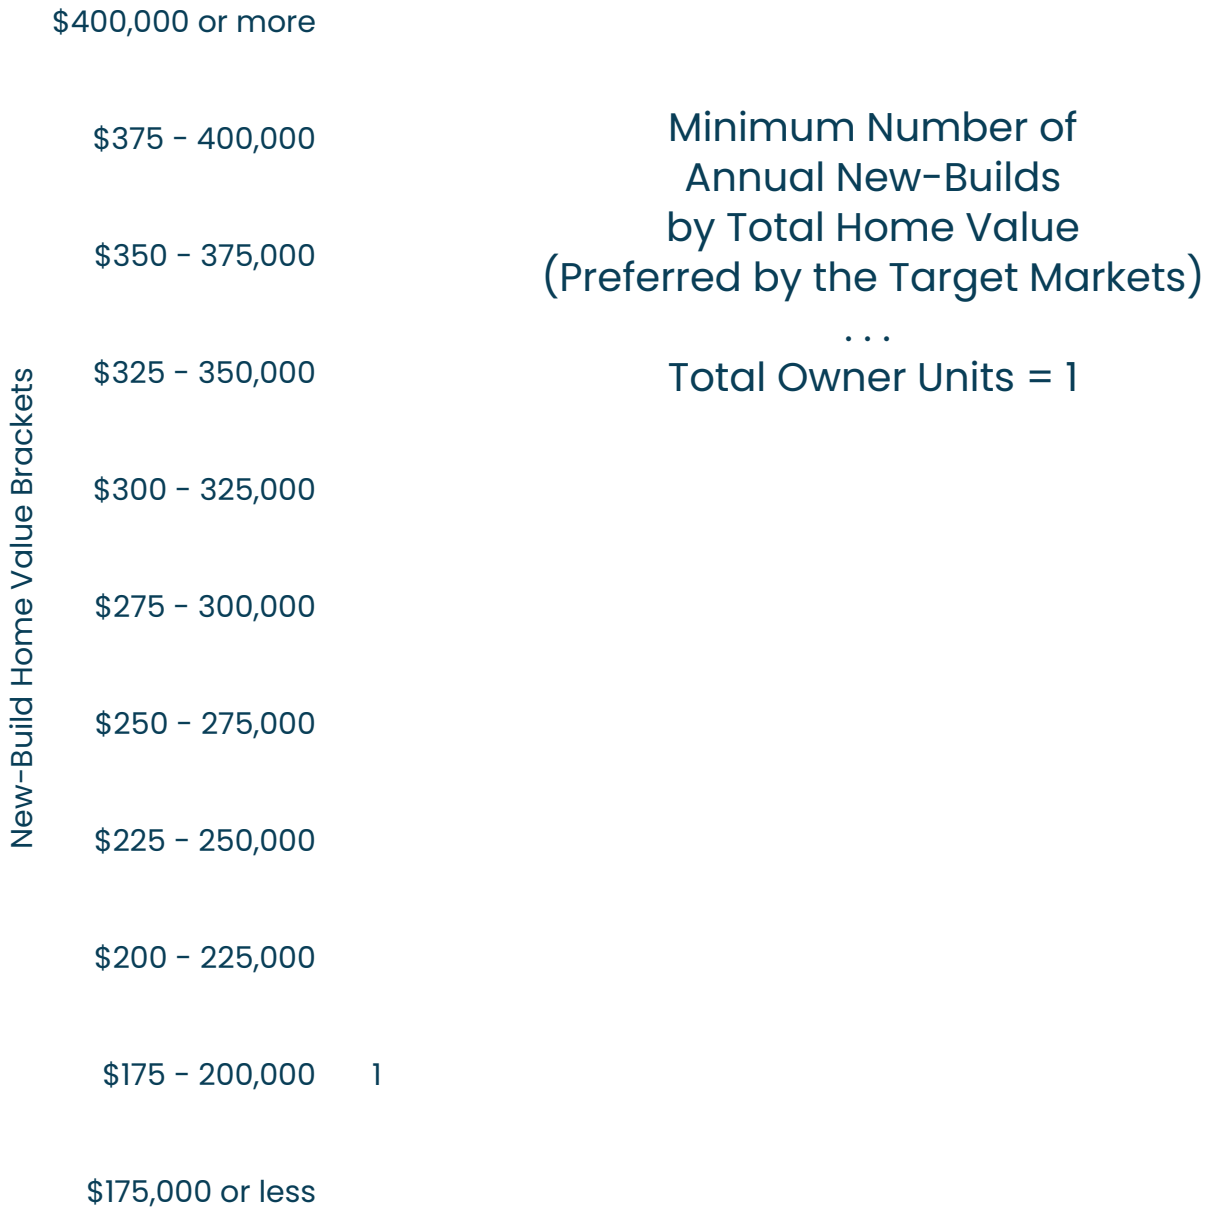 $400,000 or more
$375 - 400,000
$350 - 375,000
$325 - 350,000
$300 - 325,000
$275 - 300,000
$250 - 275,000
$225 - 250,000
$200 - 225,000
$175 - 200,000 1
$175,000 or less
New-Build Home Value Brackets
Minimum Number of
Annual New-Builds
by Total Home Value
(Preferred by the Target Markets)
. . .
Total Owner Units = 1